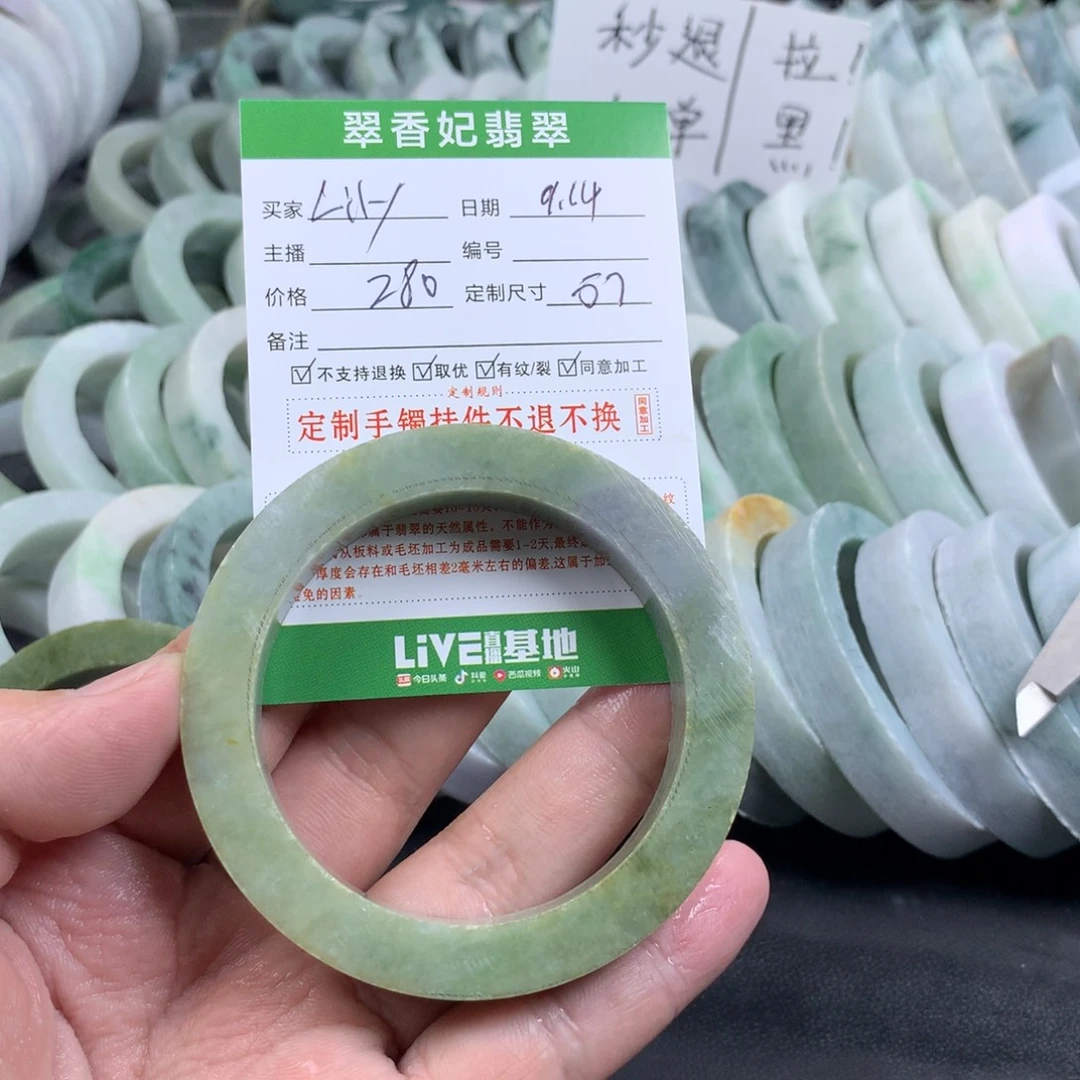 秒退 拉
单 黑
翠香妃翡翠
买家 Lily 日期 9.14
主播 编号
价格 280 定制尺寸 57
备注
☑不支持退换 ☑取优 ☑有纹/裂 ☑同意加工
定制规则
定制手镯挂件不退不换 同意加工
纹
属于翡翠的天然属性，不能作为
从板料或毛坯加工为成品需要1-2天,最终
厚度会存在和毛坯相差2毫米左右的偏差,这属于加
免的因素
LiVE直播基地
今日头条 抖音 西瓜视频 火山